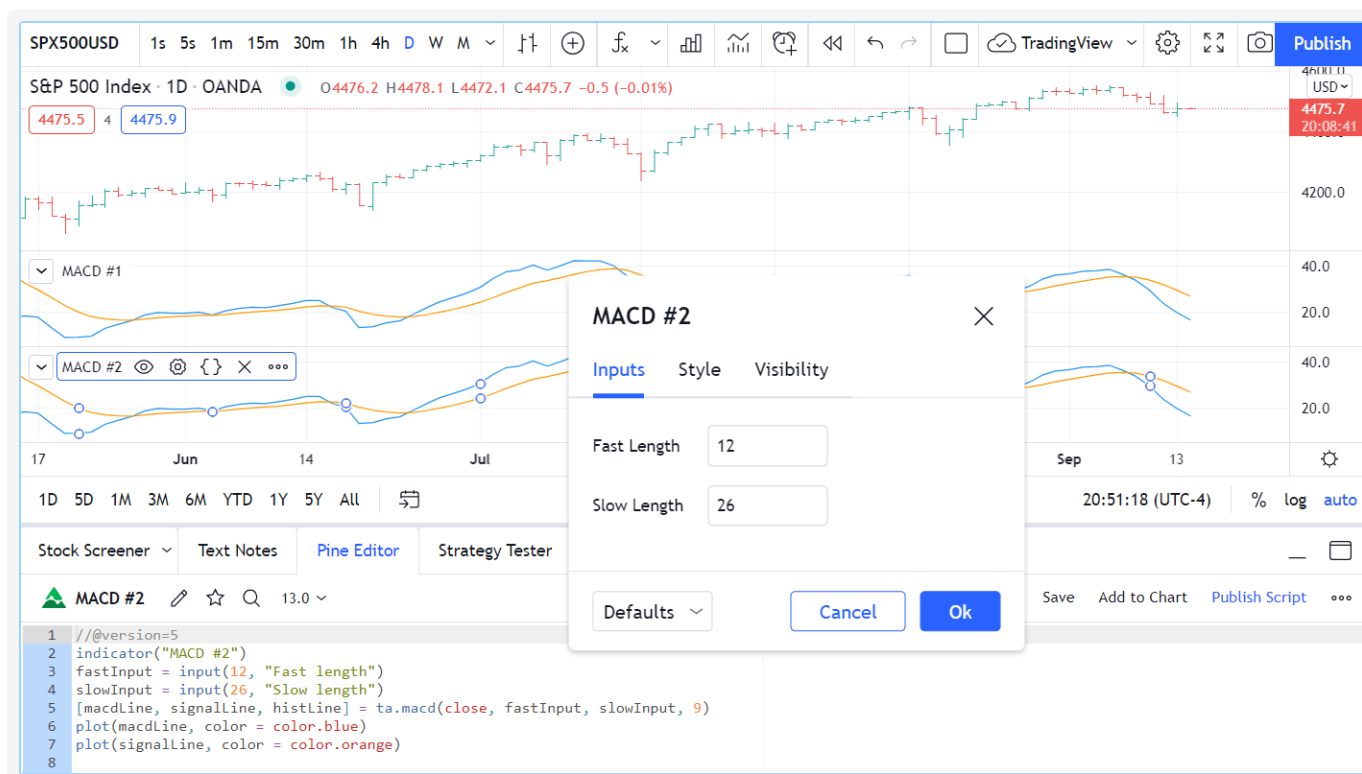 SPX500USD 1s 5s 1m 15m 30m 1h 4h D W M fx TradingView Publish
S&P 500 Index · 1D · OANDA O4476.2 H4478.1 L4472.1 C4475.7 −0.5 (−0.01%)
4600.0
USD
4475.5 4 4475.9
4475.7
20:08:41
4200.0
MACD #1
40.0
20.0
MACD #2
40.0
20.0
17 Jun 14 Jul Sep 13
1D 5D 1M 3M 6M YTD 1Y 5Y All 20:51:18 (UTC-4) % log auto
MACD #2
Inputs Style Visibility
Fast Length 12
Slow Length 26
Defaults Cancel Ok
Stock Screener Text Notes Pine Editor Strategy Tester
MACD #2 13.0 Save Add to Chart Publish Script
1 //@version=5
2 indicator("MACD #2")
3 fastInput = input(12, "Fast length")
4 slowInput = input(26, "Slow length")
5 [macdLine, signalLine, histLine] = ta.macd(close, fastInput, slowInput, 9)
6 plot(macdLine, color = color.blue)
7 plot(signalLine, color = color.orange)
8